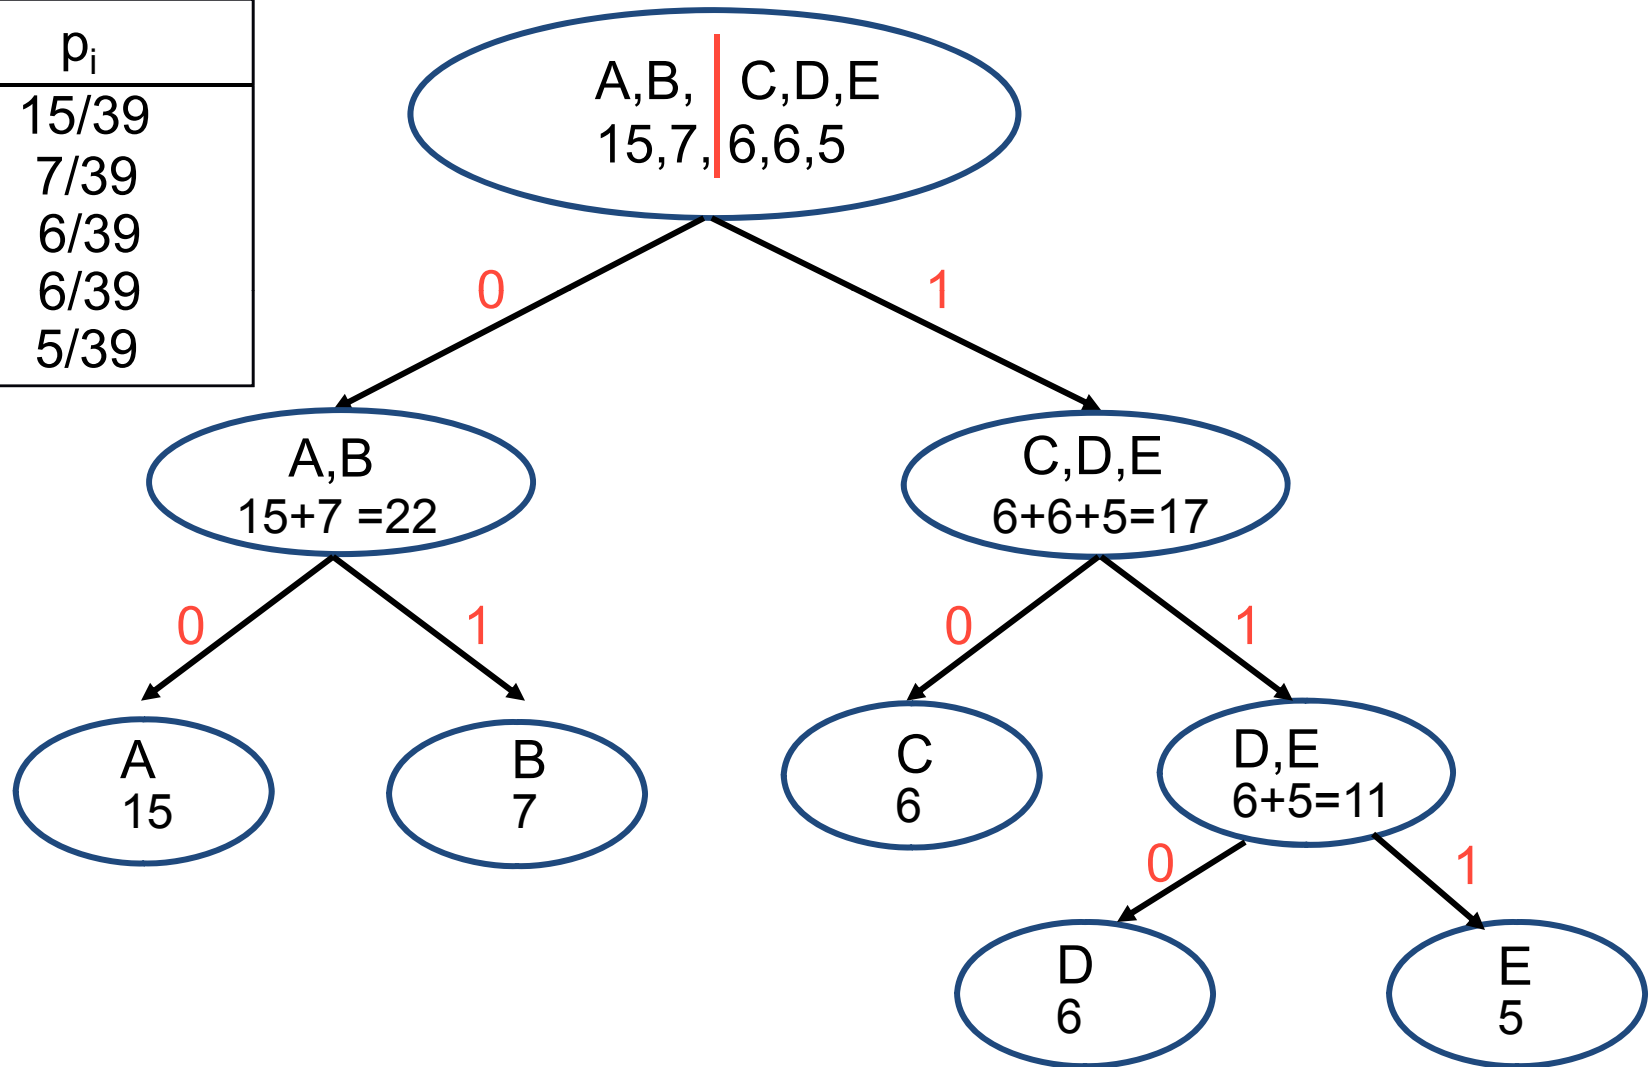 pi
15/39
7/39
6/39
6/39
5/39
A,B, C,D,E
15,7, 6,6,5
0
1
A,B
15+7 =22
C,D,E
6+6+5=17
0
1
0
1
A
15
B
7
C
6
D,E
6+5=11
0
1
D
6
E
5